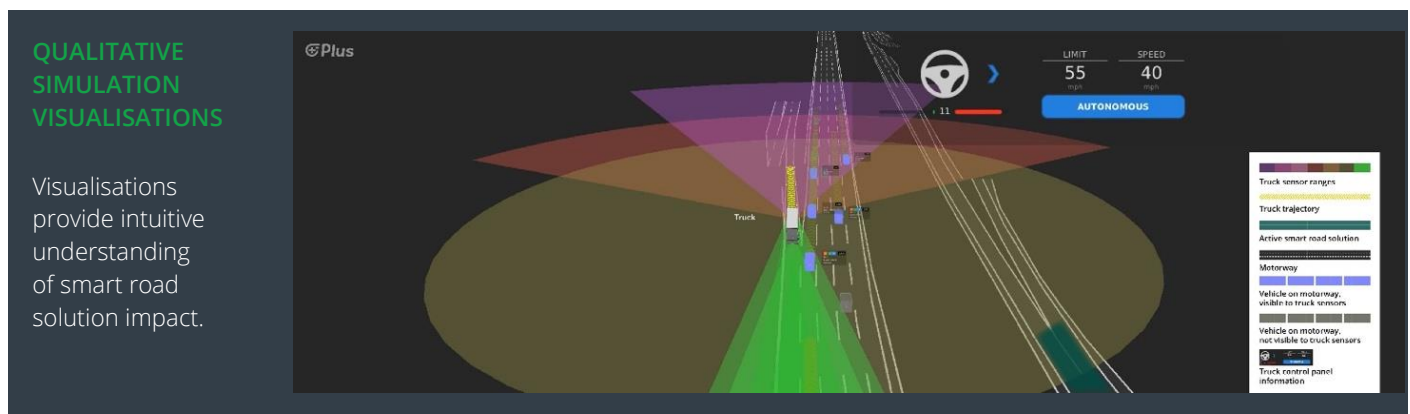 QUALITATIVE
SIMULATION
VISUALISATIONS
Visualisations
provide intuitive
understanding
of smart road
solution impact.
Plus
LIMIT
SPEED
55
40
mph
mph
11
AUTONOMOUS
Truck
Truck sensor ranges
Truck trajectory
Active smart road solution
Motorway
Vehicle on motorway,
visible to truck sensors
Vehicle on motorway,
not visible to truck sensors
Truck control panel
information